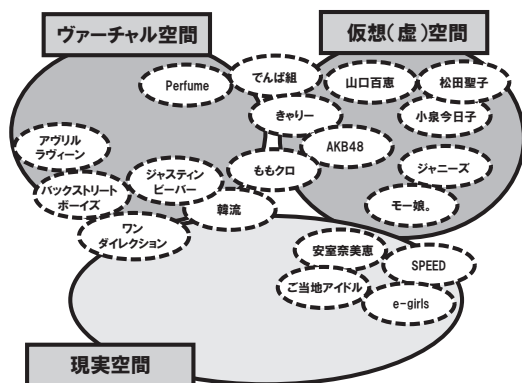 ヴァーチャル空間
仮想(虚)空間
Perfume
でんぱ組
山口百恵
松田聖子
きゃりー
小泉今日子
アヴリル
ラヴィーン
AKB48
ジャスティン
ビーバー
ももクロ
ジャニーズ
バックストリート
ボーイズ
韓流
モー娘。
ワン
ダイレクション
安室奈美恵
SPEED
ご当地アイドル
e-girls
現実空間